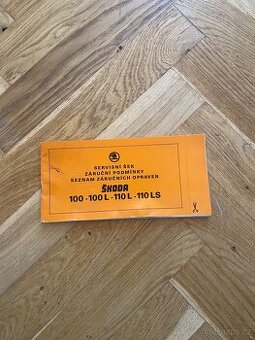 SERVISNÍ ŠEK
ZÁRUČNÍ PODMÍNKY
SEZNAM ZÁRUČNÍCH OPRAVEN
ŠKODA
100 - 100 L - 110 L - 110 LS